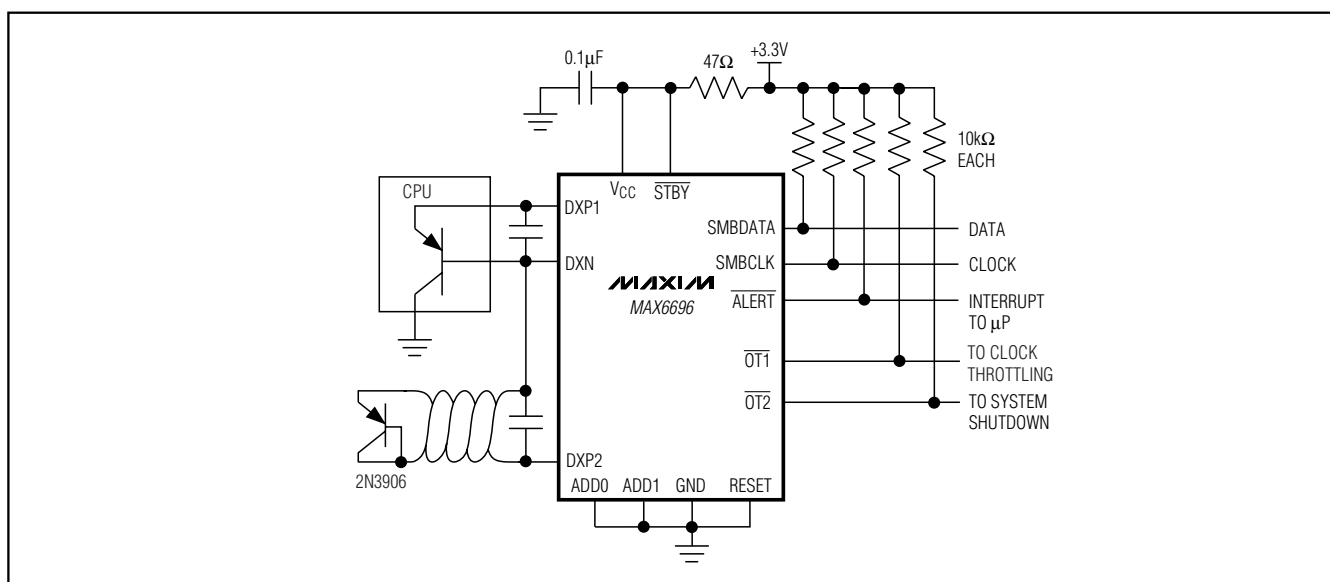 +3.3V
0.1μF
47Ω
10kΩ
EACH
CPU
VCC
STBY
DXP1
SMBDATA
DATA
DXN
SMBCLK
CLOCK
MAXIM
MAX6696
ALERT
INTERRUPT
TO μP
OT1
TO CLOCK
THROTTLING
OT2
TO SYSTEM
SHUTDOWN
DXP2
2N3906
ADD0
ADD1
GND
RESET